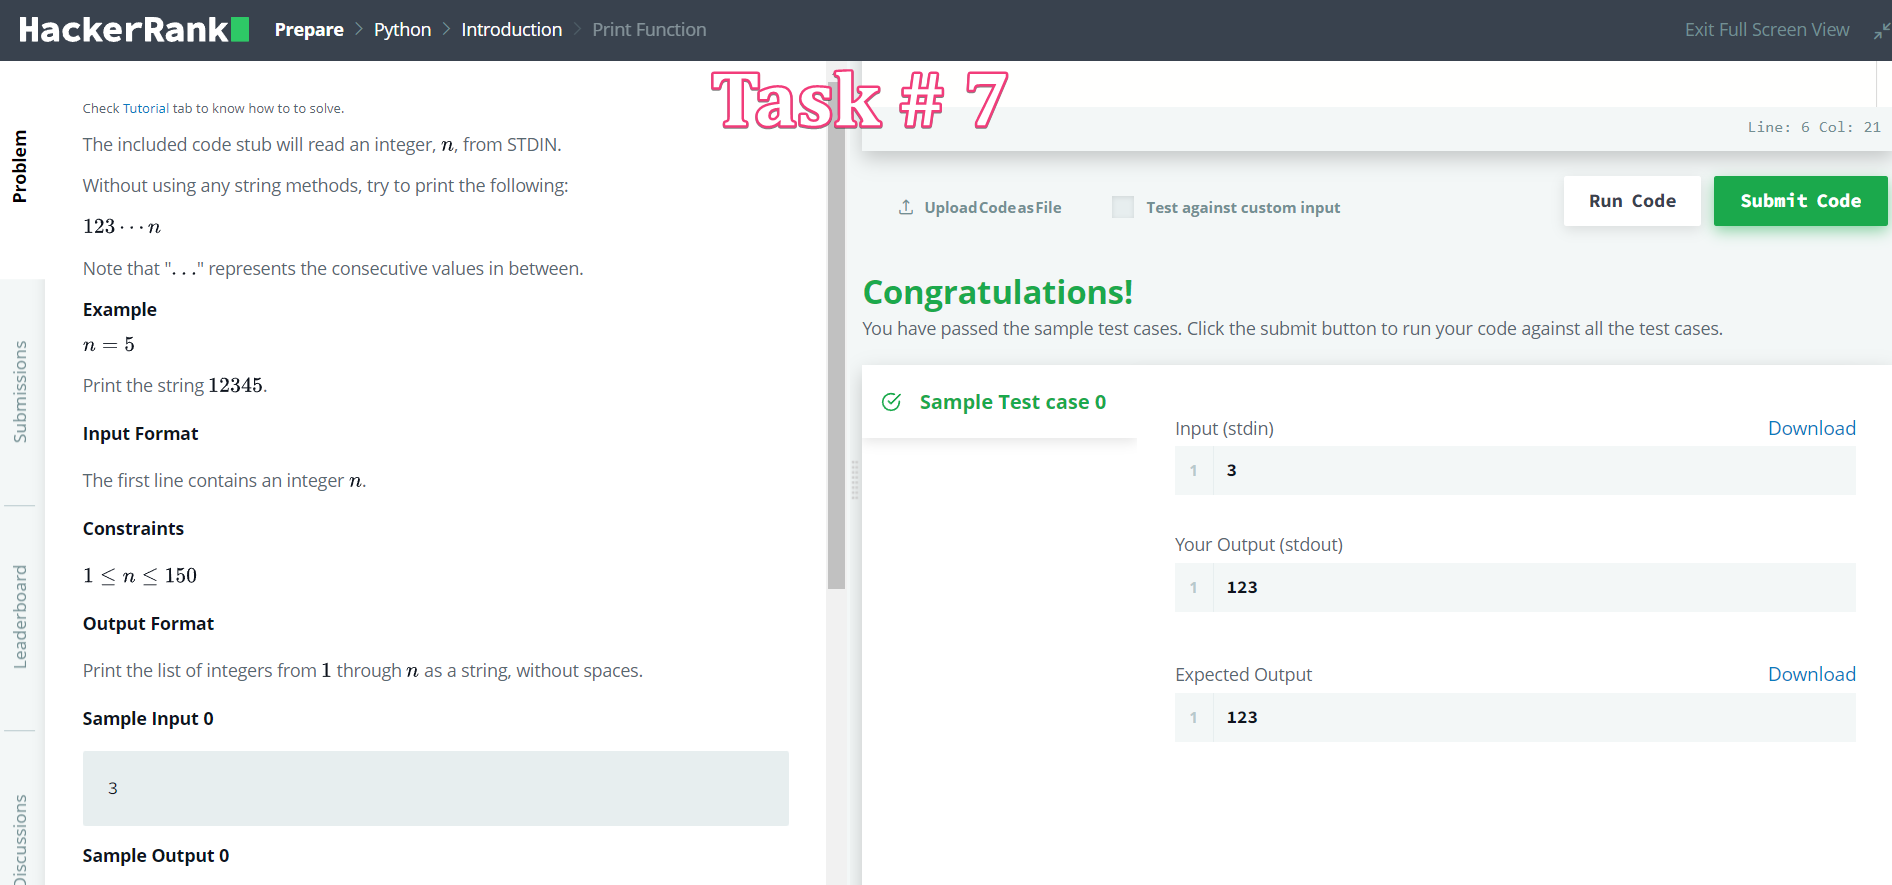 HackerRank
Prepare > Python > Introduction > Print Function
Exit Full Screen View
Task # 7
Problem
Submissions
Leaderboard
Discussions
Check Tutorial tab to know how to to solve.
The included code stub will read an integer, n, from STDIN.
Without using any string methods, try to print the following:
123···n
Note that "..." represents the consecutive values in between.
Example
n = 5
Print the string 12345.
Input Format
The first line contains an integer n.
Constraints
1 ≤ n ≤ 150
Output Format
Print the list of integers from 1 through n as a string, without spaces.
Sample Input 0
3
Sample Output 0
Line: 6 Col: 21
Upload Code as File
Test against custom input
Run Code
Submit Code
Congratulations!
You have passed the sample test cases. Click the submit button to run your code against all the test cases.
Sample Test case 0
Input (stdin)
Download
1 3
Your Output (stdout)
1 123
Expected Output
Download
1 123